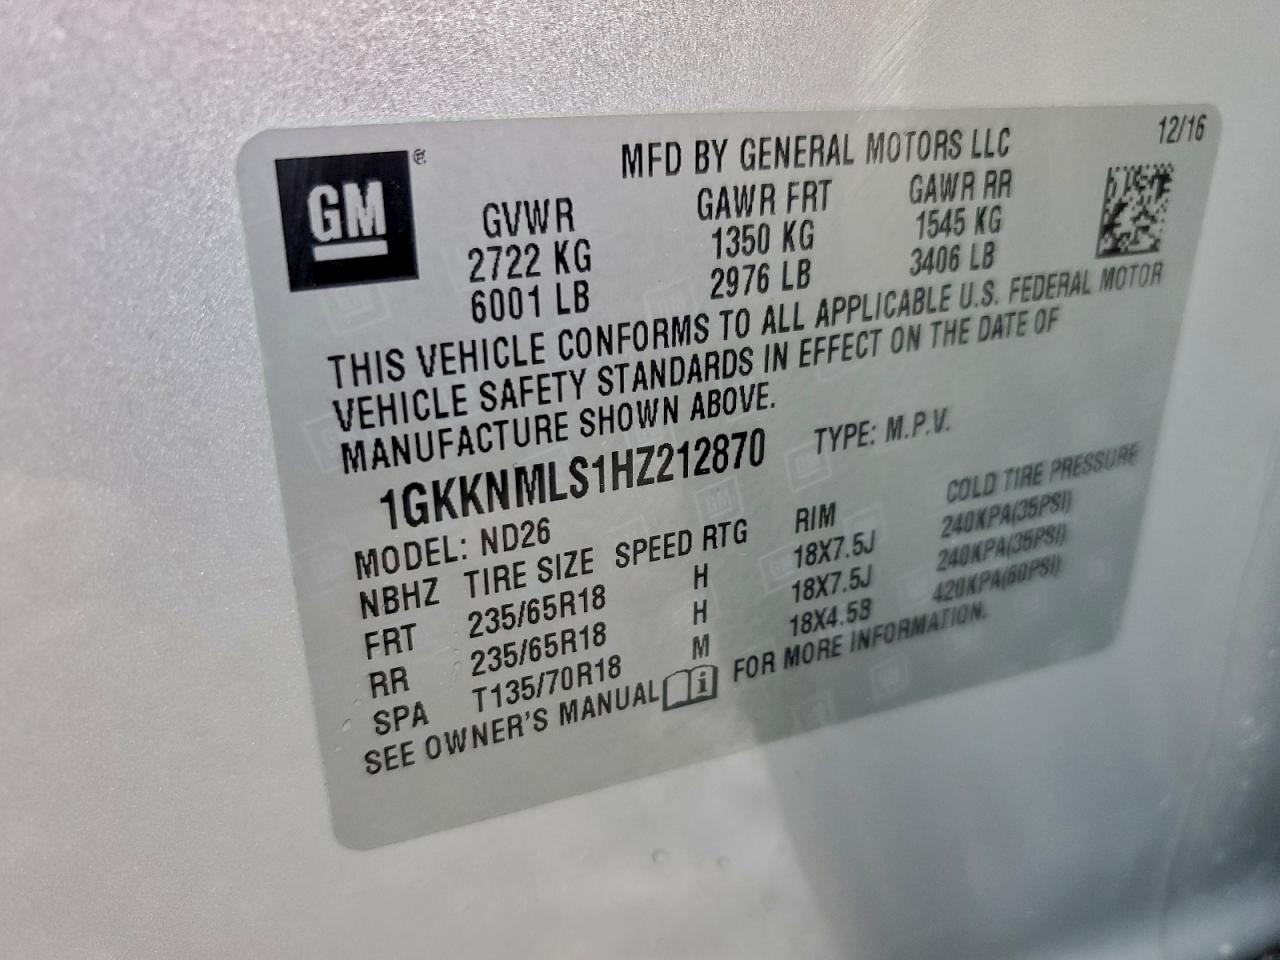 GM
®
MFD BY GENERAL MOTORS LLC
12/16
GVWR GAWR FRT GAWR RR
2722 KG 1350 KG 1545 KG
6001 LB 2976 LB 3406 LB
THIS VEHICLE CONFORMS TO ALL APPLICABLE U.S. FEDERAL MOTOR
VEHICLE SAFETY STANDARDS IN EFFECT ON THE DATE OF
MANUFACTURE SHOWN ABOVE.
1GKKNMLS1HZ212870 TYPE: M.P.V.
MODEL: ND26
NBHZ TIRE SIZE SPEED RTG RIM COLD TIRE PRESSURE
FRT 235/65R18 H 18X7.5J 240KPA(35PSI)
RR 235/65R18 H 18X7.5J 240KPA(35PSI)
SPA T135/70R18 M 18X4.5B 420KPA(60PSI)
SEE OWNER'S MANUAL i FOR MORE INFORMATION.